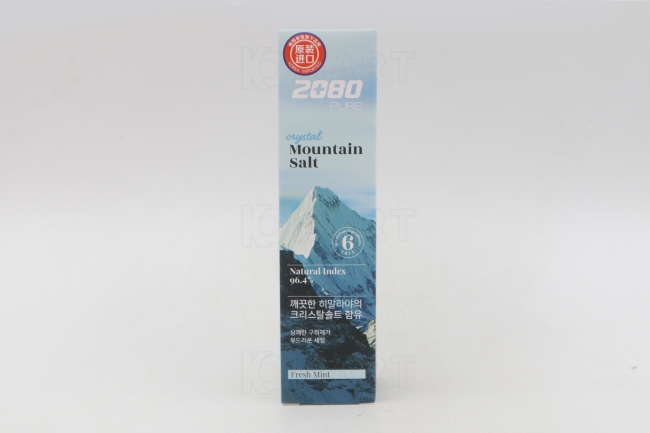 原装
进口
2080
PURE
crystal
Mountain
Salt
6
FREE
Natural Index
96.4%
깨끗한 히말라야의
크리스탈솔트 함유
상쾌한 구취제거
부드러운 세정
Fresh Mint